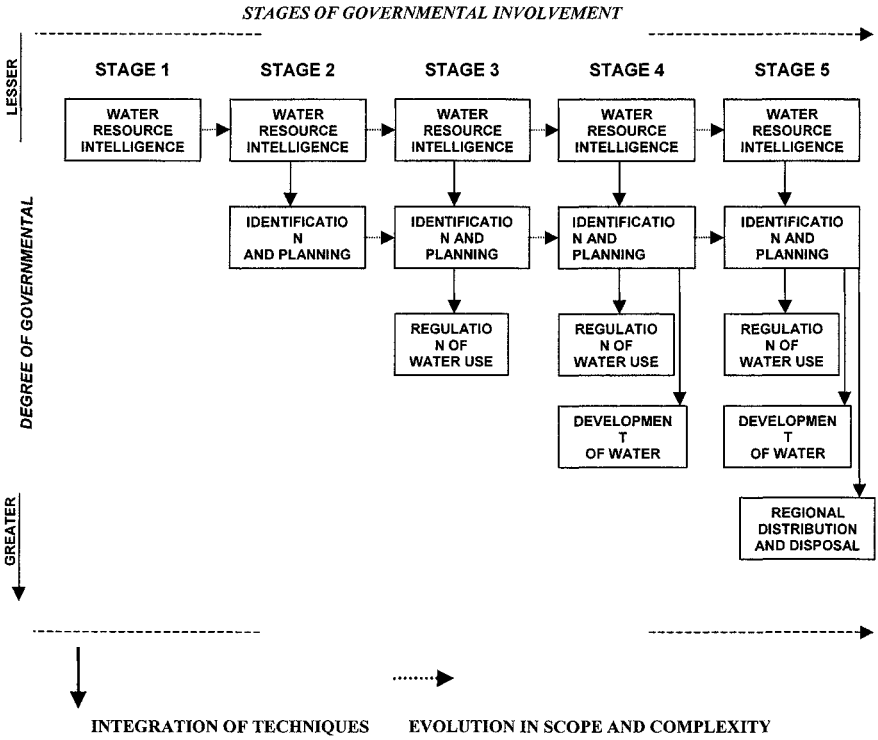 STAGES OF GOVERNMENTAL INVOLVEMENT
LESSER
STAGE 1
STAGE 2
STAGE 3
STAGE 4
STAGE 5
WATER
RESOURCE
INTELLIGENCE
WATER
RESOURCE
INTELLIGENCE
WATER
RESOURCE
INTELLIGENCE
WATER
RESOURCE
INTELLIGENCE
WATER
RESOURCE
INTELLIGENCE
DEGREE OF GOVERNMENTAL
IDENTIFICATIO
N
AND PLANNING
IDENTIFICATIO
N AND
PLANNING
IDENTIFICATIO
N AND
PLANNING
IDENTIFICATIO
N AND
PLANNING
REGULATIO
N OF
WATER USE
REGULATIO
N OF
WATER USE
REGULATIO
N OF
WATER USE
DEVELOPMEN
T
OF WATER
DEVELOPMEN
T
OF WATER
GREATER
REGIONAL
DISTRIBUTION
AND DISPOSAL
INTEGRATION OF TECHNIQUES
EVOLUTION IN SCOPE AND COMPLEXITY